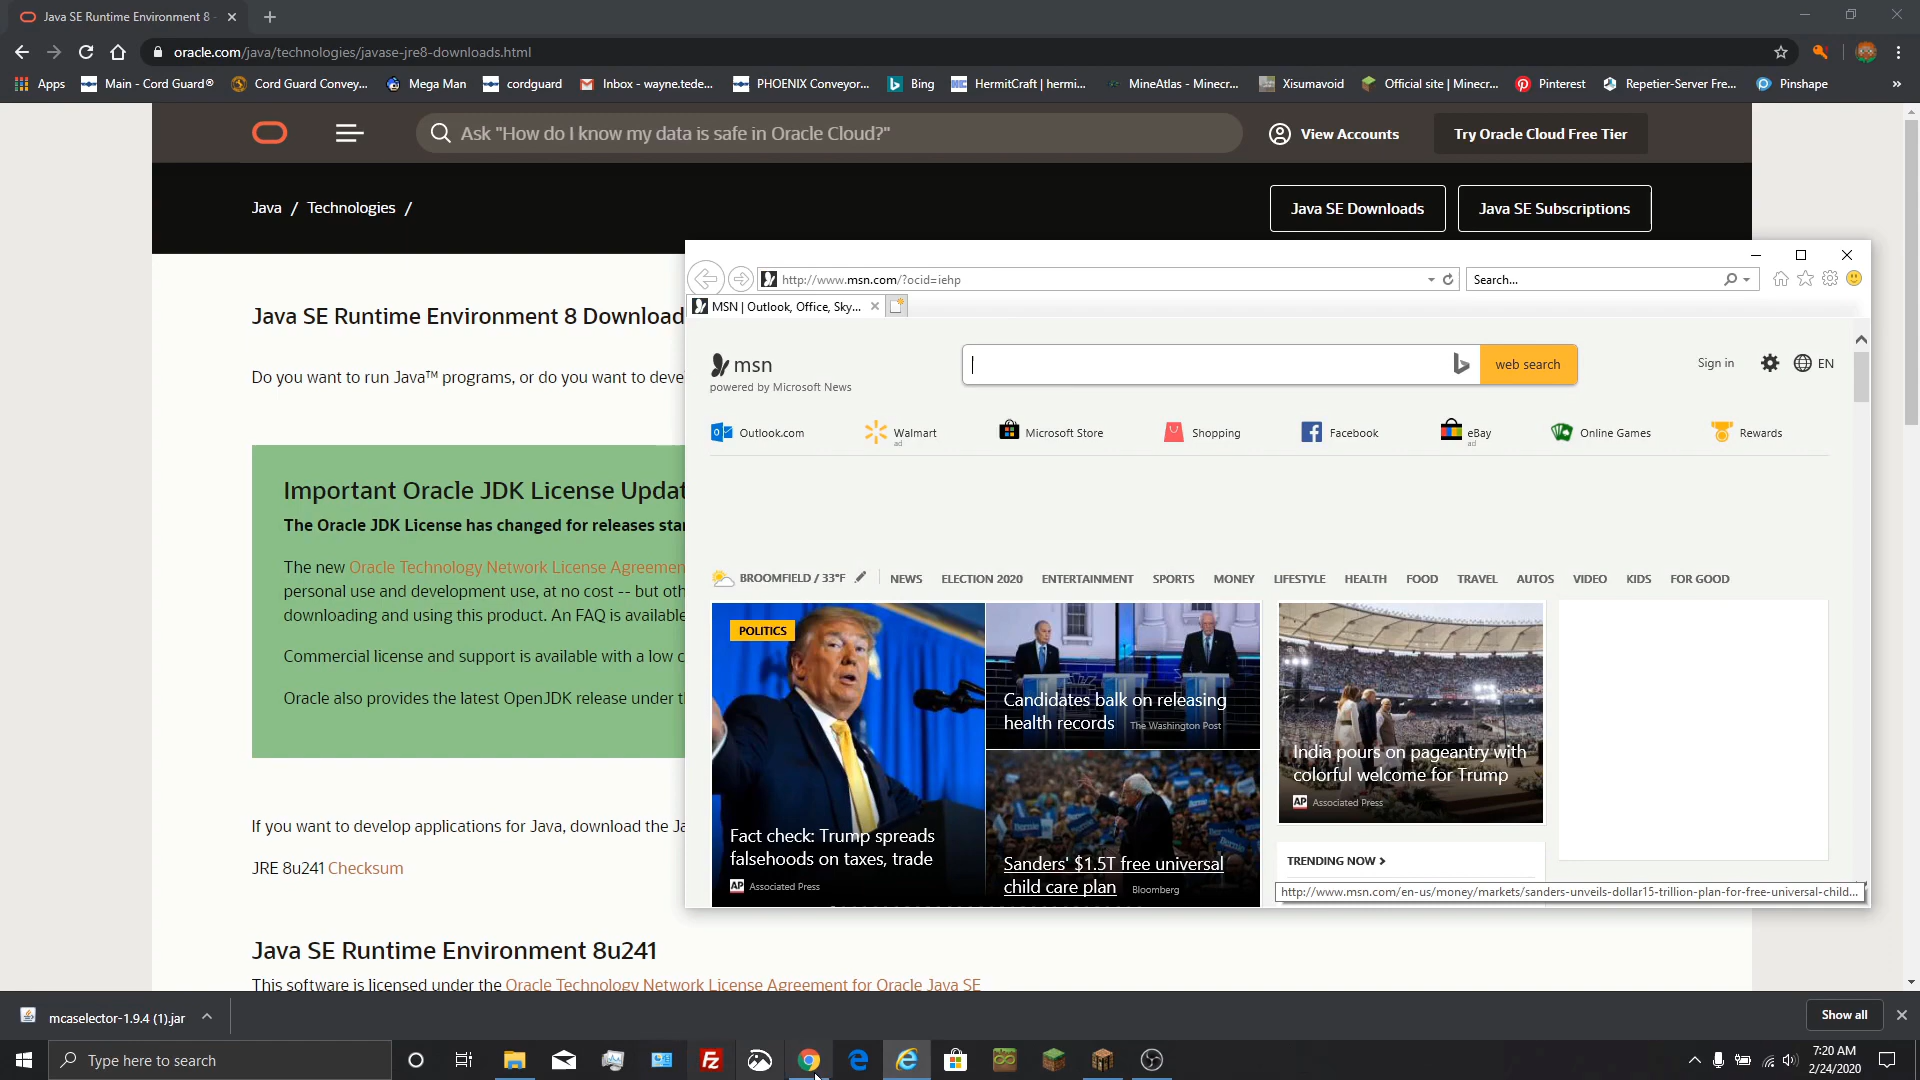 Java SE Runtime Environment 8
oracle.com/java/technologies/javase-jre8-downloads.html
Apps
Main - Cord Guard®
Cord Guard Convey...
Mega Man
cordguard
Inbox - wayne.tede...
PHOENIX Conveyor...
Bing
HermitCraft | hermi...
MineAtlas - Minecr...
Xisumavoid
Official site | Minecr...
Pinterest
Repetier-Server Fre...
Pinshape
»
Ask "How do I know my data is safe in Oracle Cloud?"
View Accounts
Try Oracle Cloud Free Tier
Java / Technologies /
Java SE Downloads
Java SE Subscriptions
Java SE Runtime Environment 8 Download
Do you want to run Java™ programs, or do you want to deve
Important Oracle JDK License Updat
The Oracle JDK License has changed for releases star
The new Oracle Technology Network License Agreemen
personal use and development use, at no cost -- but oth
downloading and using this product. An FAQ is available
Commercial license and support is available with a low c
Oracle also provides the latest OpenJDK release under th
If you want to develop applications for Java, download the Ja
JRE 8u241 Checksum
Java SE Runtime Environment 8u241
This software is licensed under the Oracle Technology Network License Agreement for Oracle Java SE
http://www.msn.com/?ocid=iehp
Search...
MSN | Outlook, Office, Sky...
msn
powered by Microsoft News
web search
Sign in
EN
Outlook.com
Walmart
ad
Microsoft Store
Shopping
Facebook
eBay
ad
Online Games
Rewards
BROOMFIELD / 33°F
NEWS
ELECTION 2020
ENTERTAINMENT
SPORTS
MONEY
LIFESTYLE
HEALTH
FOOD
TRAVEL
AUTOS
VIDEO
KIDS
FOR GOOD
POLITICS
Fact check: Trump spreads
falsehoods on taxes, trade
AP Associated Press
Candidates balk on releasing
health records The Washington Post
Sanders' $1.5T free universal
child care plan Bloomberg
India pours on pageantry with
colorful welcome for Trump
AP Associated Press
TRENDING NOW >
http://www.msn.com/en-us/money/markets/sanders-unveils-dollar15-trillion-plan-for-free-universal-child...
mcaselector-1.9.4 (1).jar
Show all
Type here to search
Fz
7:20 AM
2/24/2020